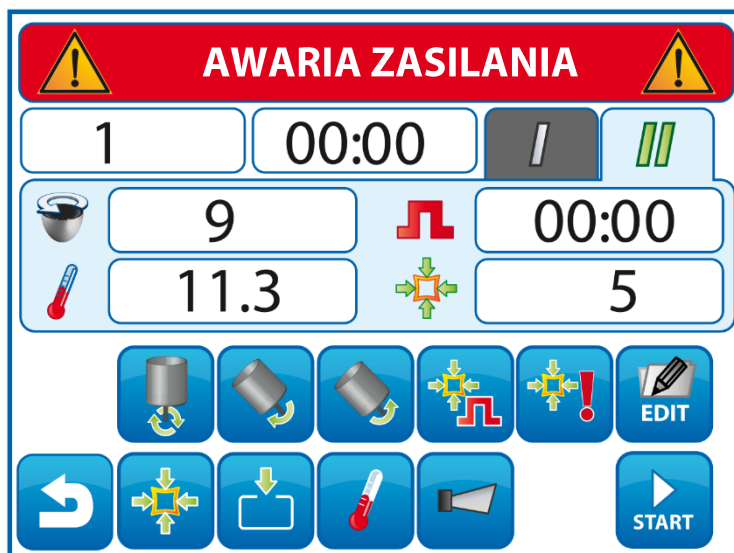 AWARIA ZASILANIA
1 00:00 I II
9 00:00
11.3 5
EDIT
START